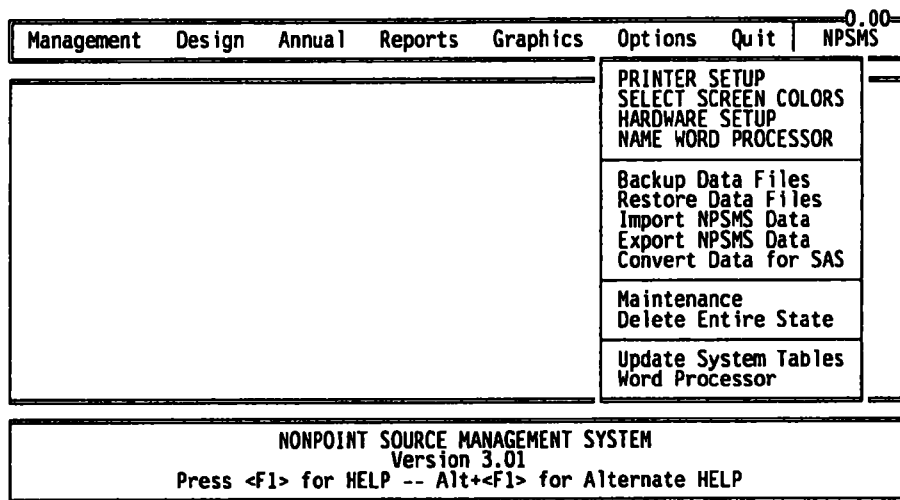 0.00
Management Design Annual Reports Graphics Options Quit NPSMS
PRINTER SETUP
SELECT SCREEN COLORS
HARDWARE SETUP
NAME WORD PROCESSOR
Backup Data Files
Restore Data Files
Import NPSMS Data
Export NPSMS Data
Convert Data for SAS
Maintenance
Delete Entire State
Update System Tables
Word Processor
NONPOINT SOURCE MANAGEMENT SYSTEM
Version 3.01
Press <F1> for HELP -- Alt+<F1> for Alternate HELP